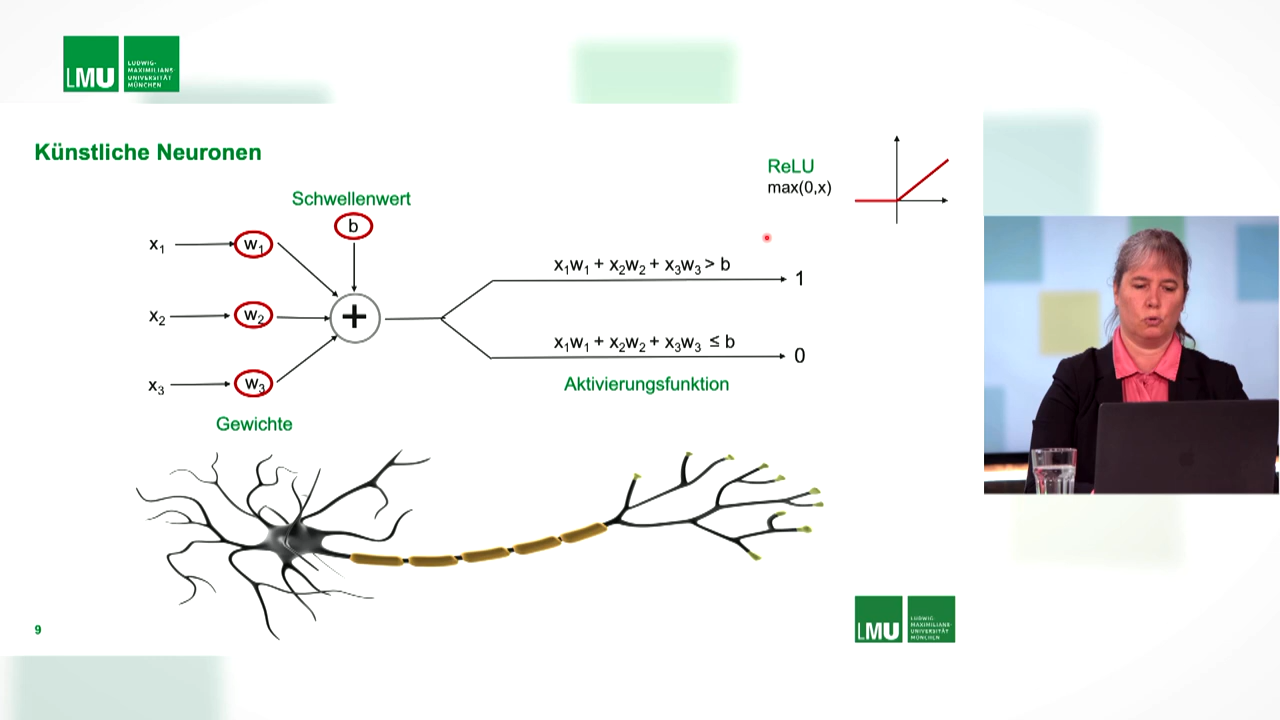 LMU
LUDWIG-
MAXIMILIANS-
UNIVERSITÄT
MÜNCHEN
Künstliche Neuronen
ReLU
max(0,x)
Schwellenwert
b
x₁
w₁
x₁w₁ + x₂w₂ + x₃w₃ > b
1
x₂
w₂
+
x₁w₁ + x₂w₂ + x₃w₃ ≤ b
0
x₃
w₃
Aktivierungsfunktion
Gewichte
9
LMU
LUDWIG-
MAXIMILIANS-
UNIVERSITÄT
MÜNCHEN